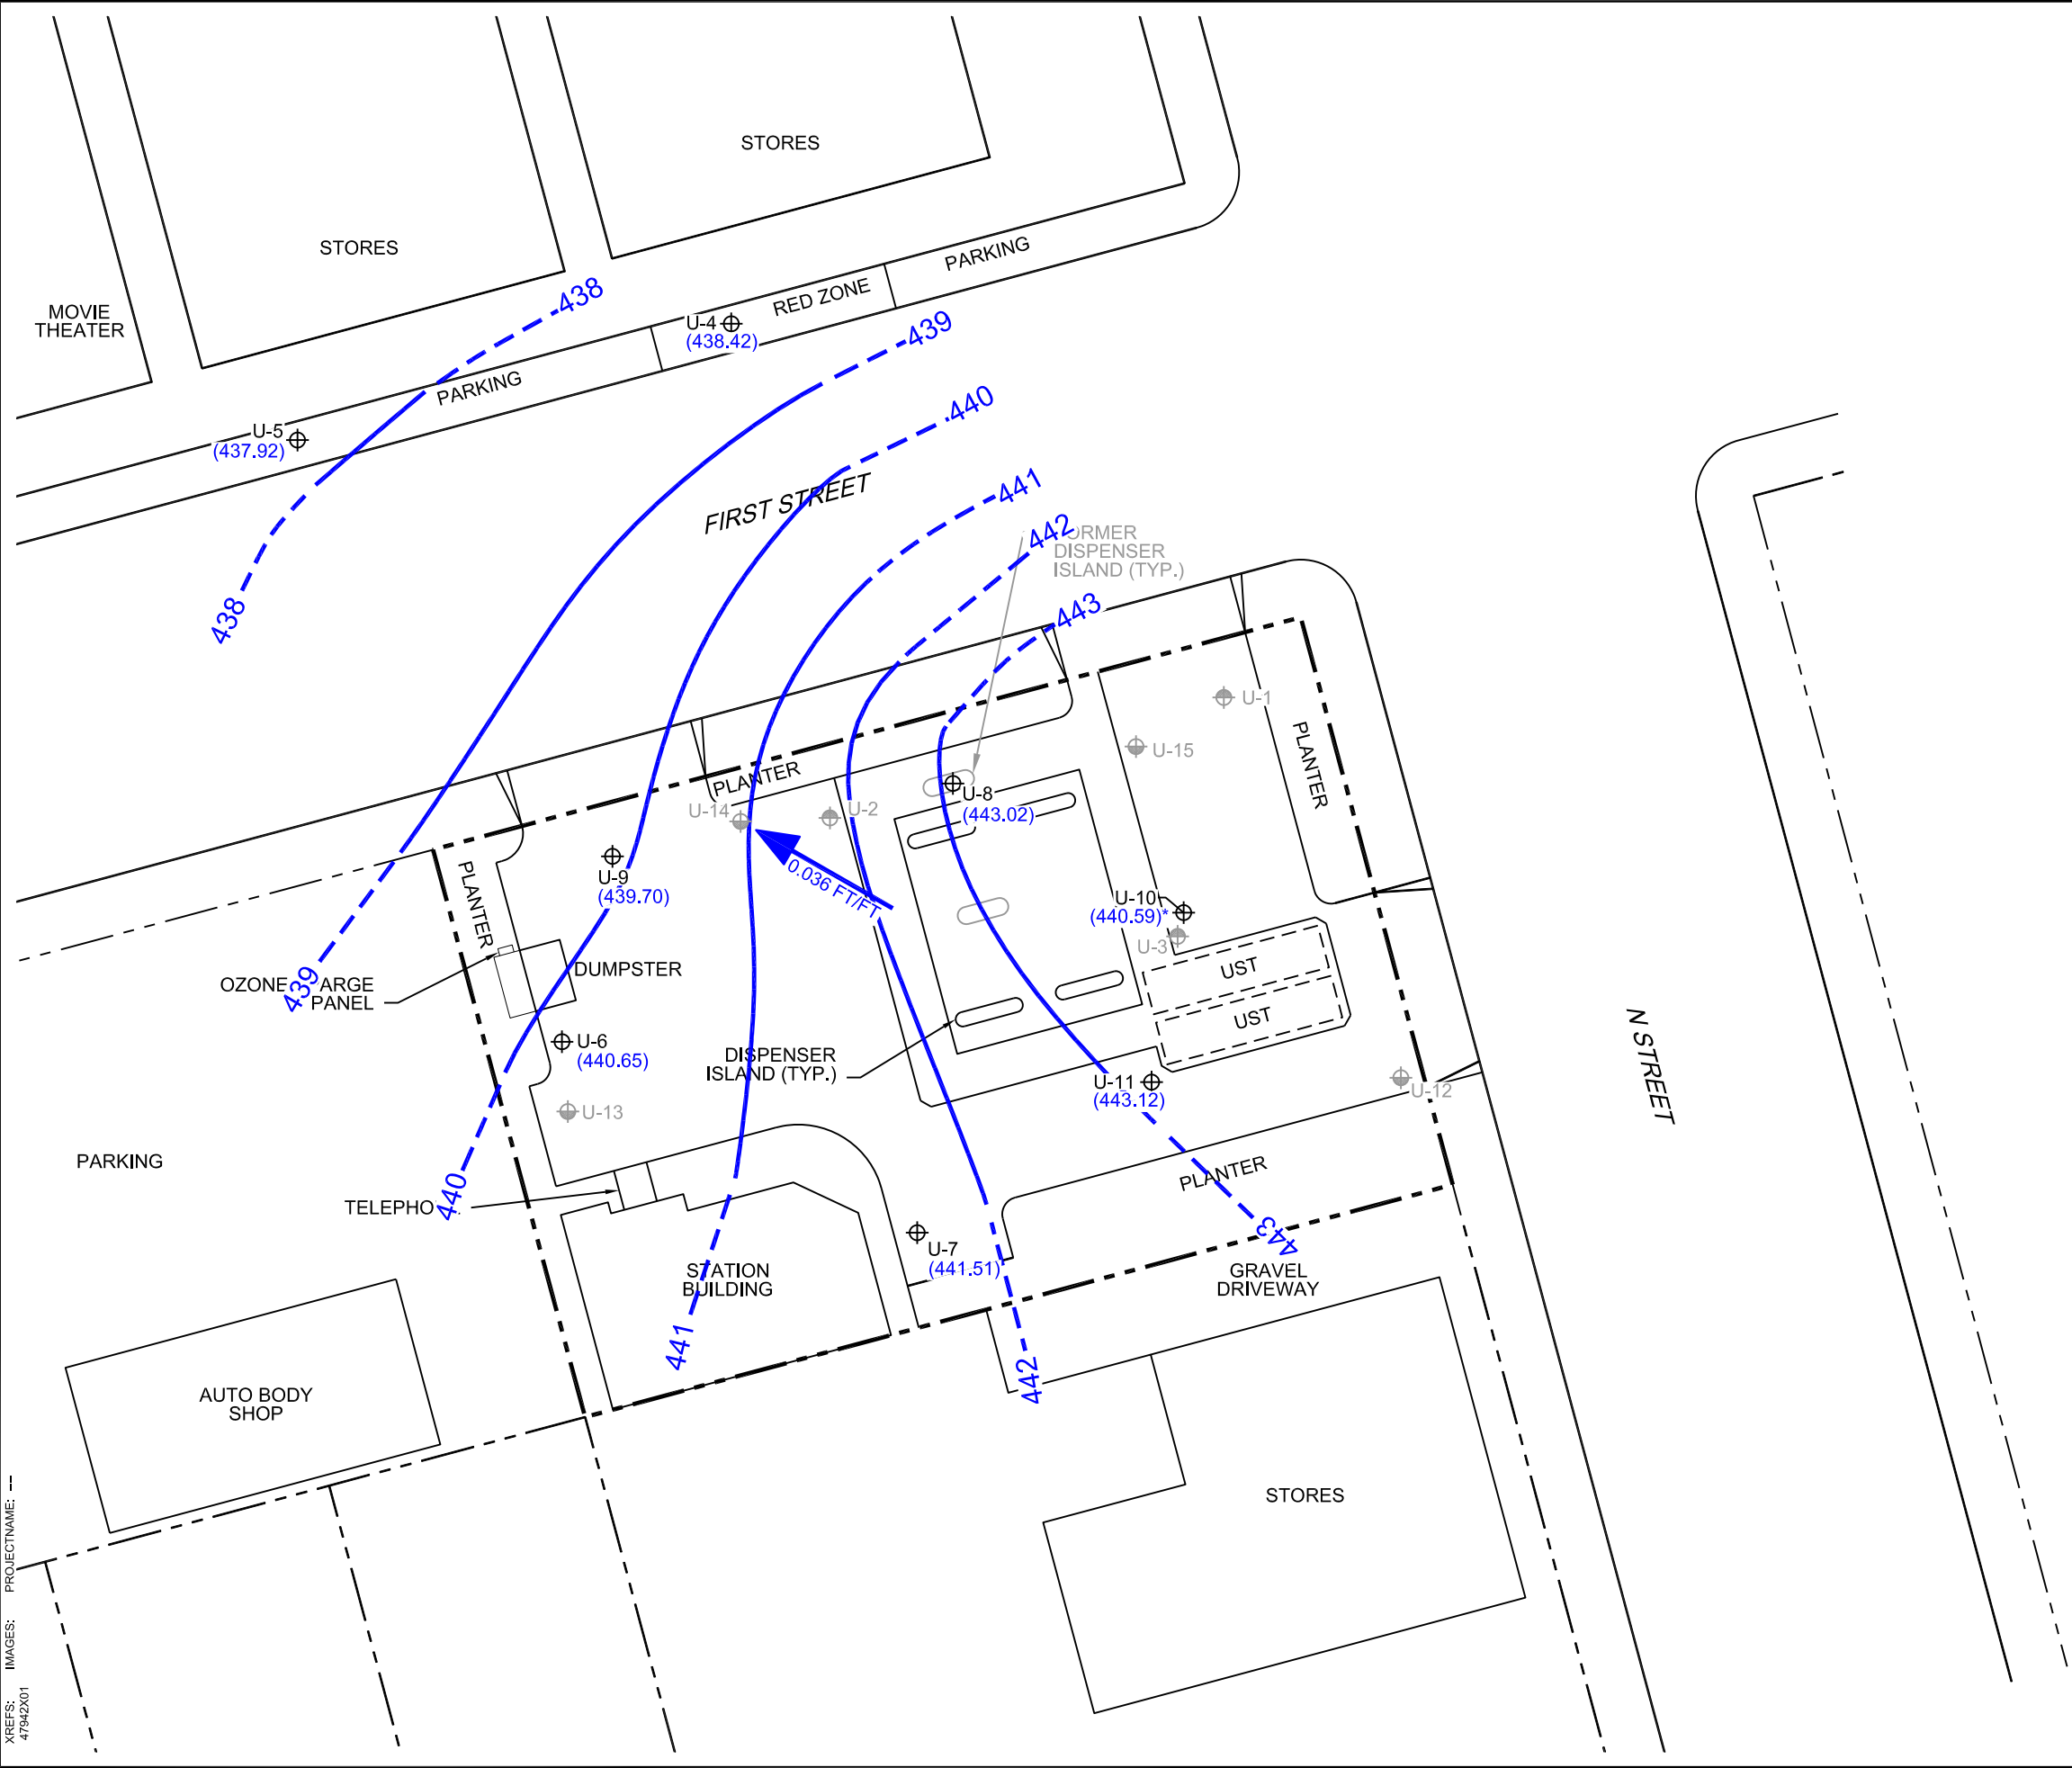 STORES
STORES
MOVIE
THEATER
438
PARKING
RED ZONE
PARKING
U-4
(438.42)
439
U-5
(437.92)
440
FIRST STREET
441
442
ORMER
DISPENSER
ISLAND (TYP.)
443
438
U-1
U-15
PLANTER
PLANTER
U-14
U-2
U-8
(443.02)
0.036 FT/FT
U-9
(439.70)
PLANTER
U-10
(440.59)*
U-3
UST
UST
OZONE ARGE
PANEL
439
DUMPSTER
U-6
(440.65)
DISPENSER
ISLAND (TYP.)
U-11
(443.12)
U-12
N STREET
U-13
PARKING
TELEPHO
440
PLANTER
443
U-7
(441.51)
STATION
BUILDING
GRAVEL
DRIVEWAY
441
442
AUTO BODY
SHOP
STORES
XREFS: IMAGES: PROJECTNAME: ---
47942X01